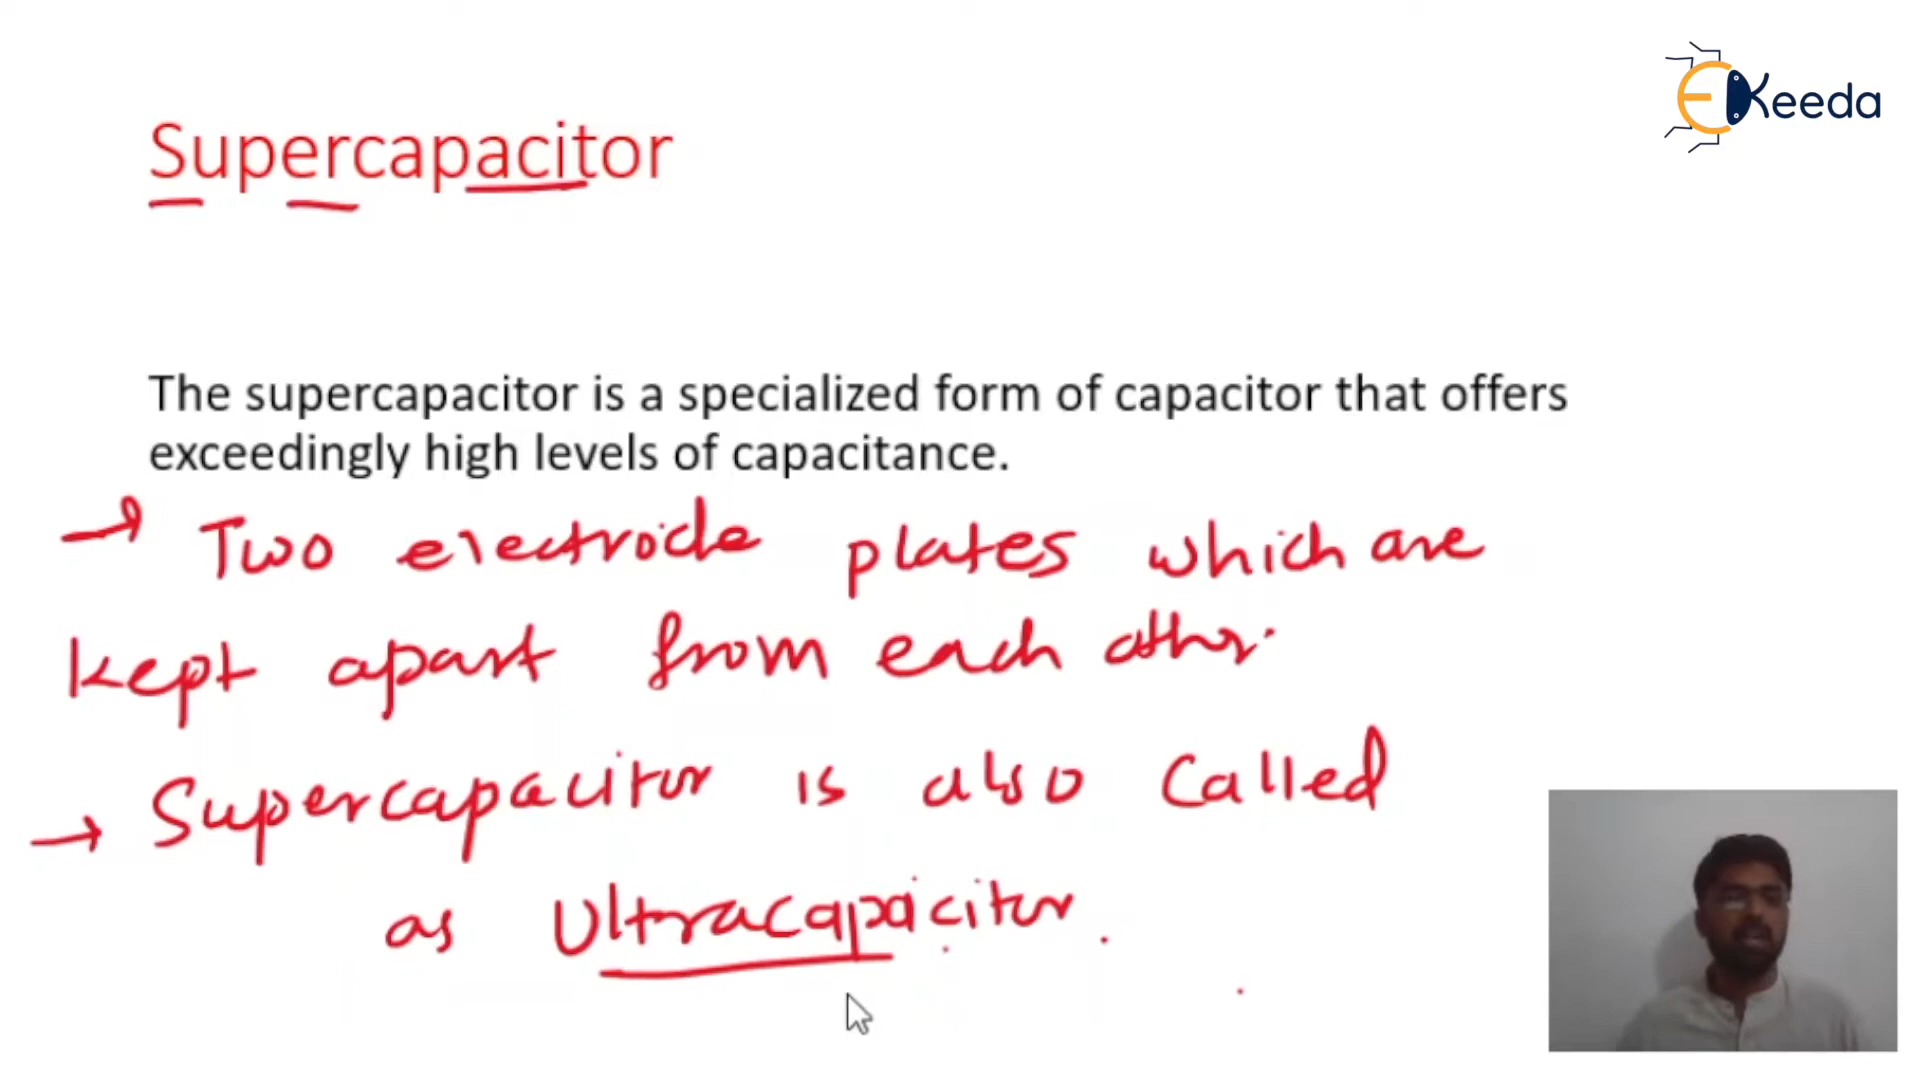 EKeeda
Supercapacitor
The supercapacitor is a specialized form of capacitor that offers
exceedingly high levels of capacitance.
→ Two electrode plates which are
kept apart from each other.
→ Supercapacitor is also called
as Ultracapacitor.